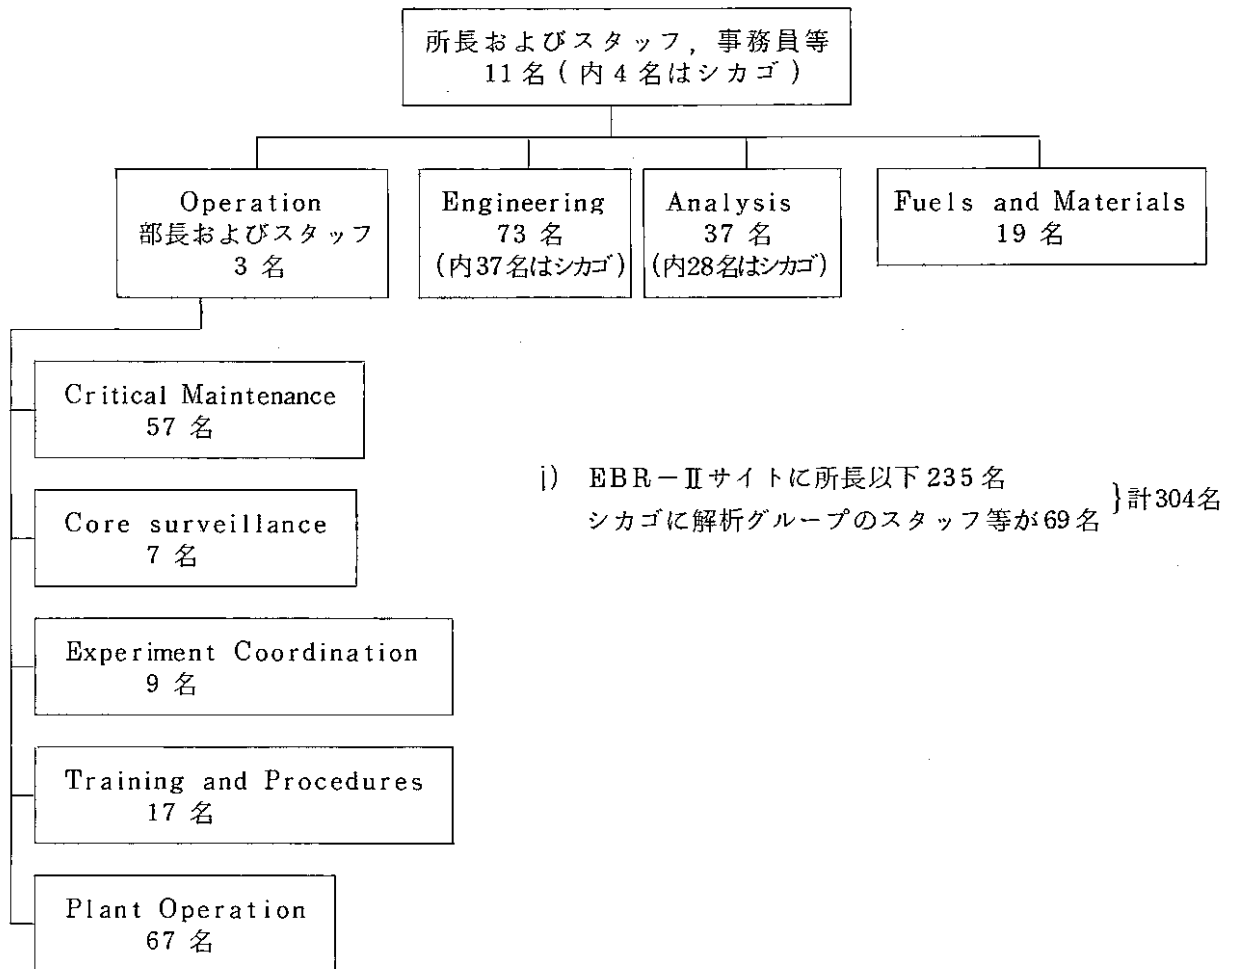 所長およびスタッフ, 事務員等
11名(内4名はシカゴ)
Operation
部長およびスタッフ
3名
Engineering
73名
(内37名はシカゴ)
Analysis
37名
(内28名はシカゴ)
Fuels and Materials
19名
Critical Maintenance
57名
Core surveillance
7名
Experiment Coordination
9名
Training and Procedures
17名
Plant Operation
67名
i) EBR-Ⅱサイトに所長以下235名
シカゴに解析グループのスタッフ等が69名
}計304名